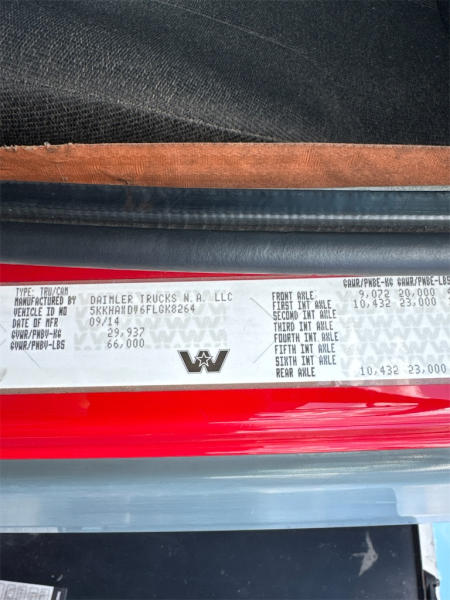 TYPE: TRU/CAM
MANUFACTURED BY DAIMLER TRUCKS N.A. LLC
VEHICLE ID NO
DATE OF MFR 09/14
GVWR/PNBV-KG 29,937
GVWR/PNBV-LBS 66,000
GAWR/PNBE-KG GAWR/PNBE-LBS
FRONT AXLE 9,072 20,000
FIRST INT AXLE 10,432 23,000
SECOND INT AXLE
THIRD INT AXLE
FOURTH INT AXLE
FIFTH INT AXLE
SIXTH INT AXLE
REAR AXLE 10,432 23,000